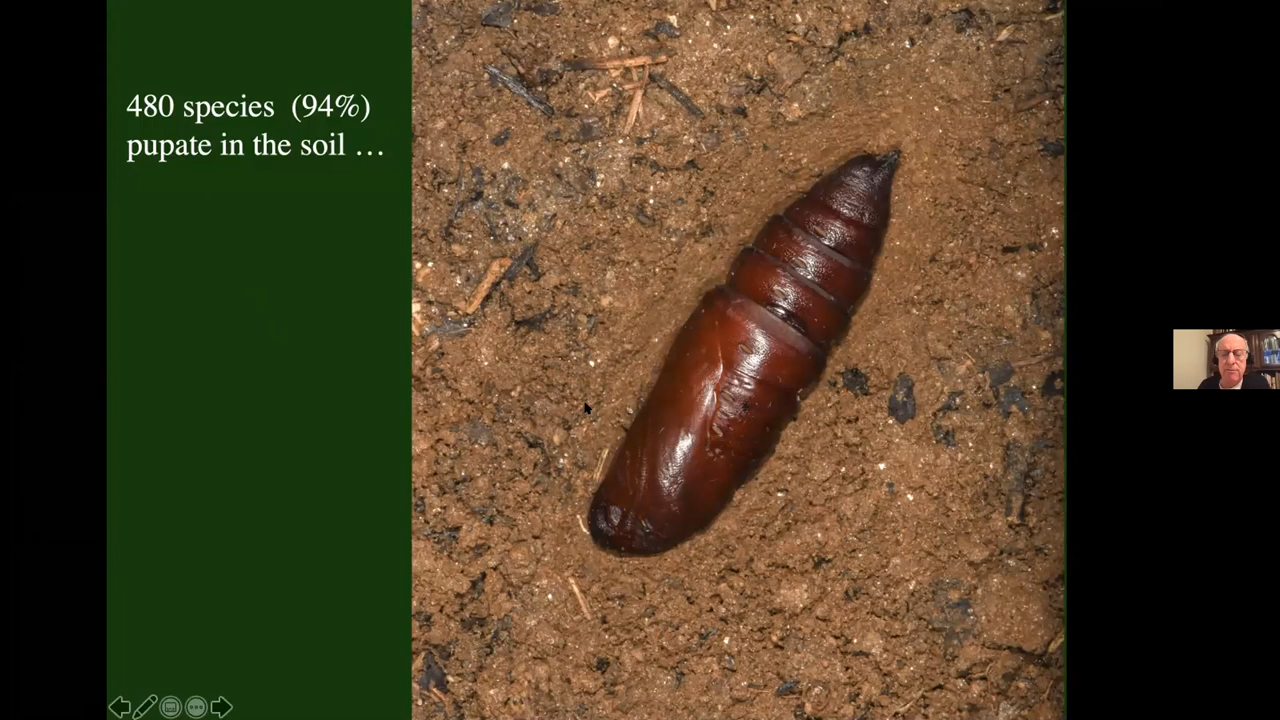 480 species (94%)
pupate in the soil …